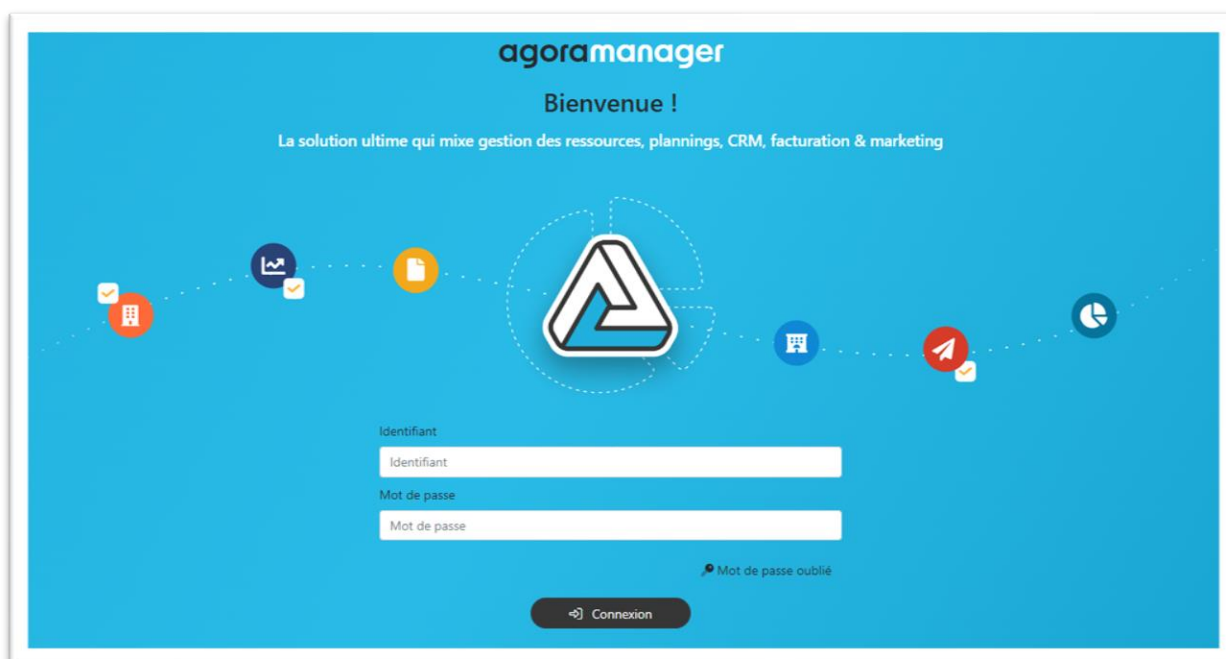 agoramanager
Bienvenue !
La solution ultime qui mixe gestion des ressources, plannings, CRM, facturation & marketing
Identifiant
Identifiant
Mot de passe
Mot de passe
Mot de passe oublié
Connexion